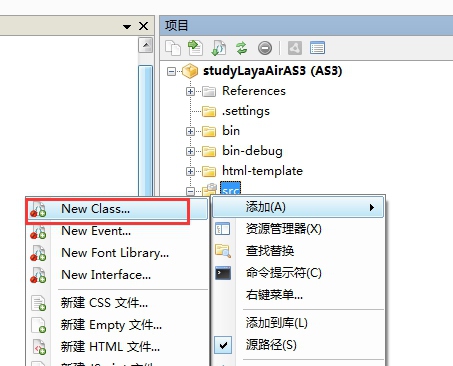 项目
studyLayaAirAS3 (AS3)
References
.settings
bin
bin-debug
html-template
src
New Class...
New Event...
New Font Library...
New Interface...
新建 CSS 文件...
新建 Empty 文件...
新建 HTML 文件...
添加(A)
资源管理器(X)
查找替换
命令提示符(C)
右键菜单...
添加到库(L)
源路径(S)